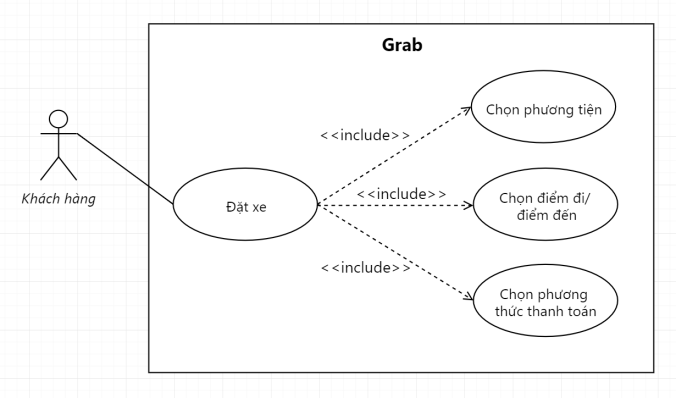 Grab
Chọn phương tiện
<<include>>
Khách hàng
Đặt xe
<<include>>
Chọn điểm đi/
điểm đến
<<include>>
Chọn phương
thức thanh toán